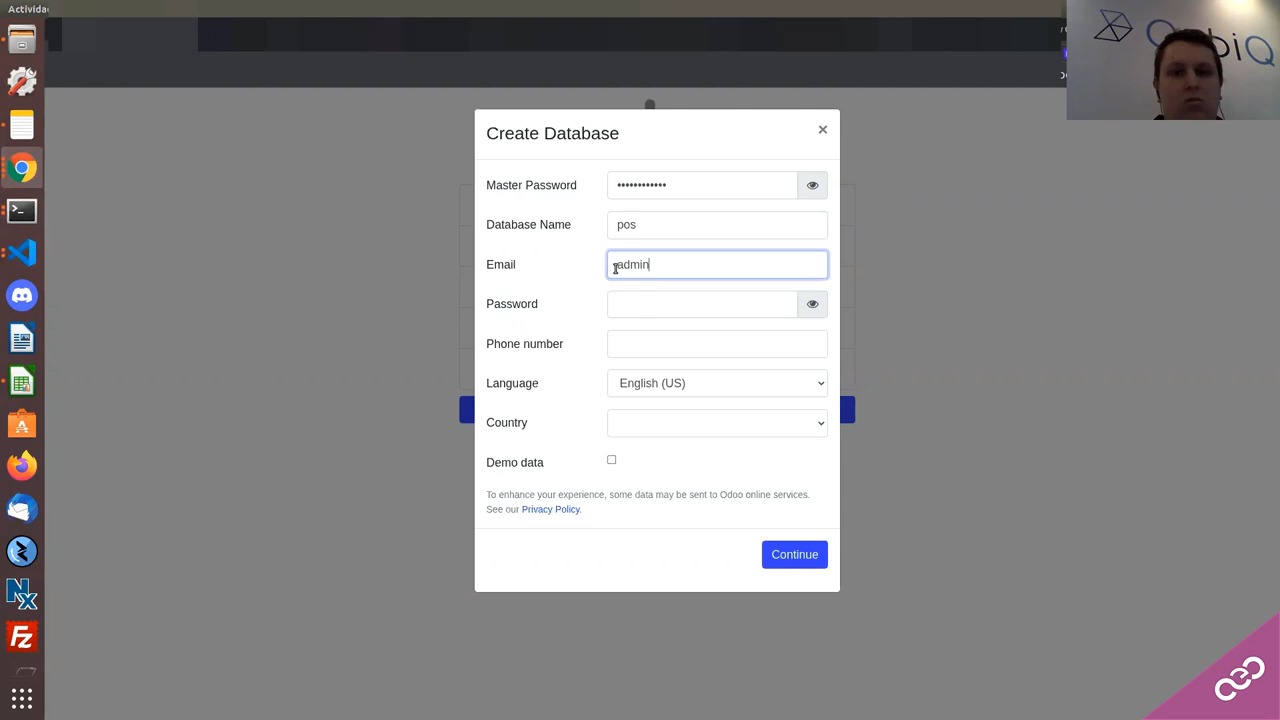 Activida
Create Database
×
Master Password
••••••••••••
Database Name
pos
Email
admin
Password
Phone number
Language
English (US)
Country
Demo data
To enhance your experience, some data may be sent to Odoo online services.
See our Privacy Policy.
Continue